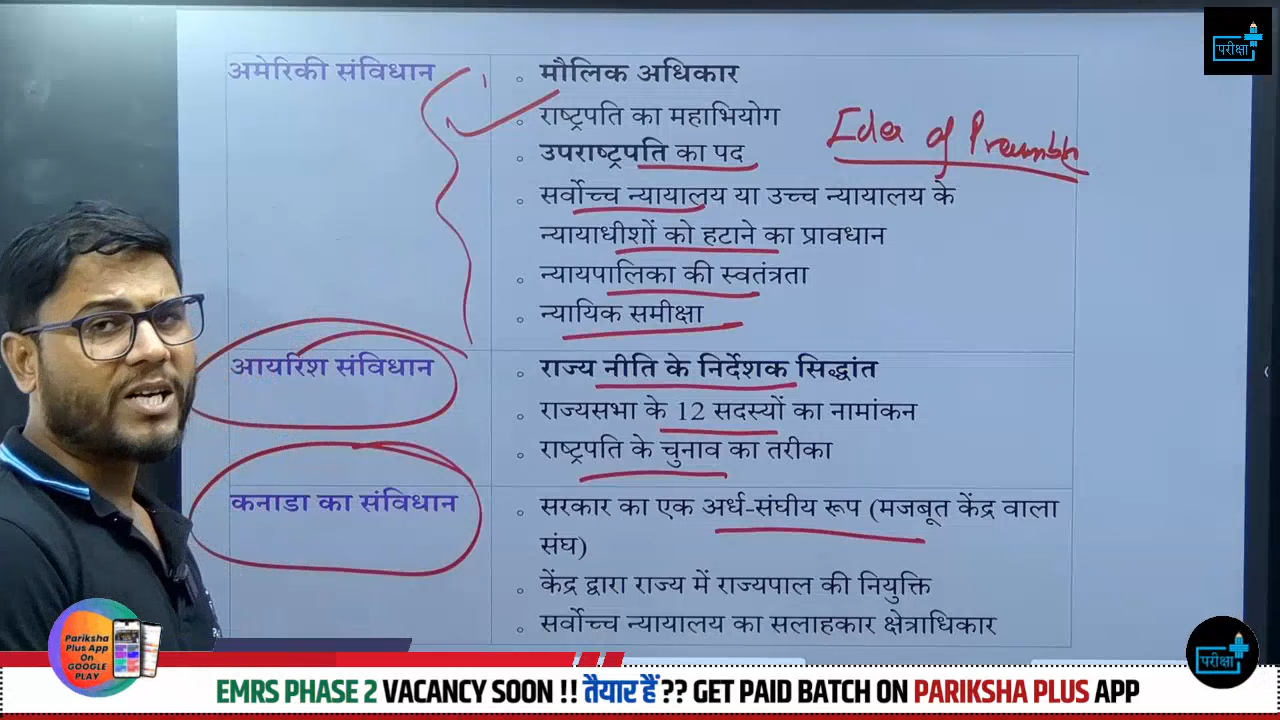 परीक्षा
अमेरिकी संविधान
मौलिक अधिकार
राष्ट्रपति का महाभियोग
Idea of Preamble
उपराष्ट्रपति का पद
सर्वोच्च न्यायालय या उच्च न्यायालय के
न्यायाधीशों को हटाने का प्रावधान
न्यायपालिका की स्वतंत्रता
न्यायिक समीक्षा
आयरिश संविधान
राज्य नीति के निर्देशक सिद्धांत
राज्यसभा के 12 सदस्यों का नामांकन
राष्ट्रपति के चुनाव का तरीका
कनाडा का संविधान
सरकार का एक अर्ध-संघीय रूप (मजबूत केंद्र वाला
संघ)
केंद्र द्वारा राज्य में राज्यपाल की नियुक्ति
सर्वोच्च न्यायालय का सलाहकार क्षेत्राधिकार
Pariksha
Plus App
On
GOOGLE
PLAY
परीक्षा
EMRS PHASE 2 VACANCY SOON !! तैयार हैं ?? GET PAID BATCH ON PARIKSHA PLUS APP